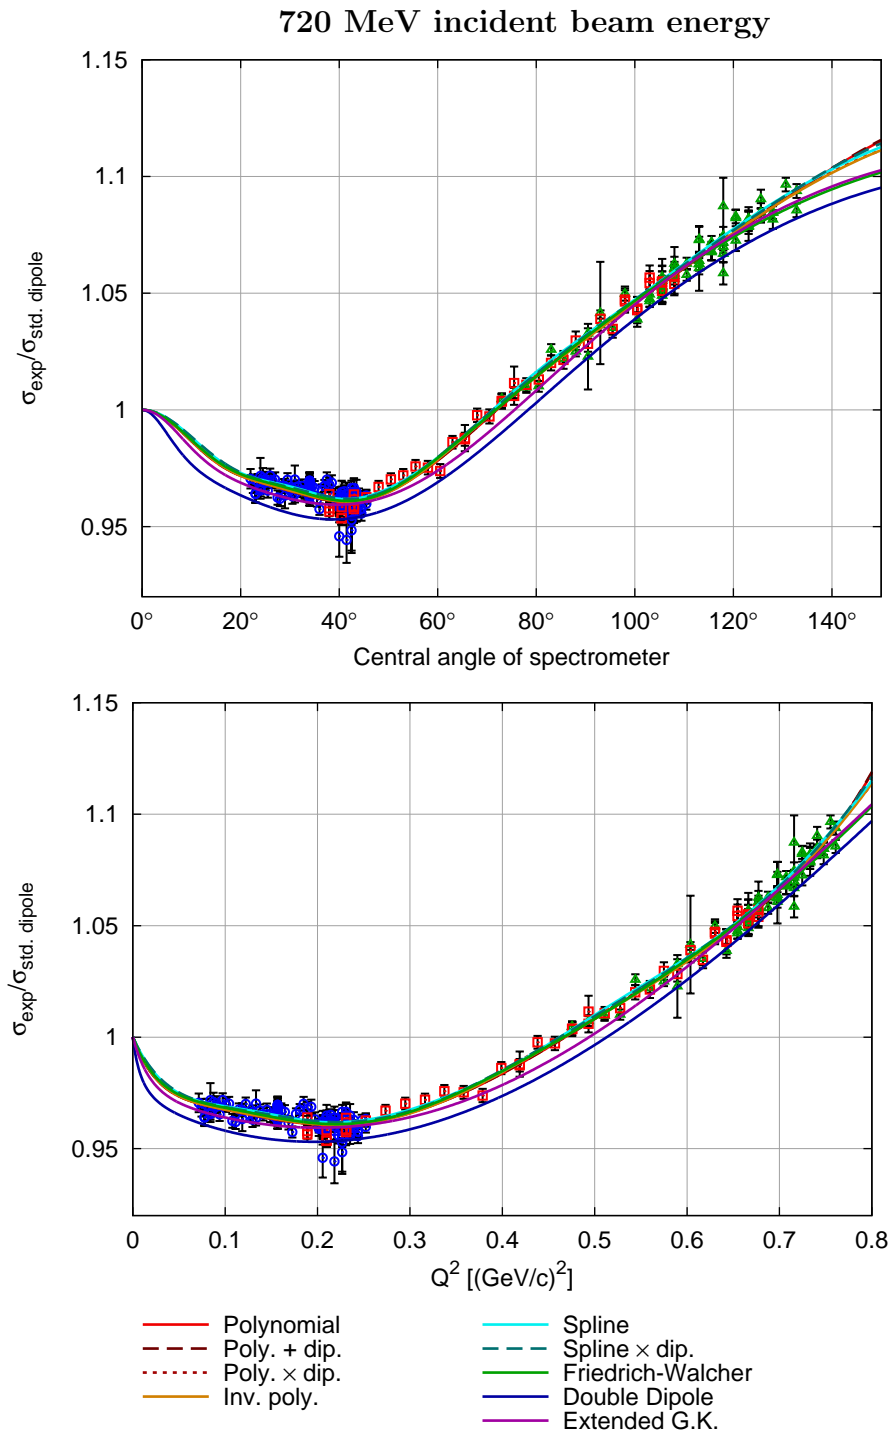 720 MeV incident beam energy
1.15
1.1
1.05
1
0.95
σexp/σstd. dipole
0° 20° 40° 60° 80° 100° 120° 140°
Central angle of spectrometer
1.15
1.1
1.05
1
0.95
σexp/σstd. dipole
0 0.1 0.2 0.3 0.4 0.5 0.6 0.7 0.8
Q² [(GeV/c)²]
Polynomial
Poly. + dip.
Poly. × dip.
Inv. poly.
Spline
Spline × dip.
Friedrich-Walcher
Double Dipole
Extended G.K.